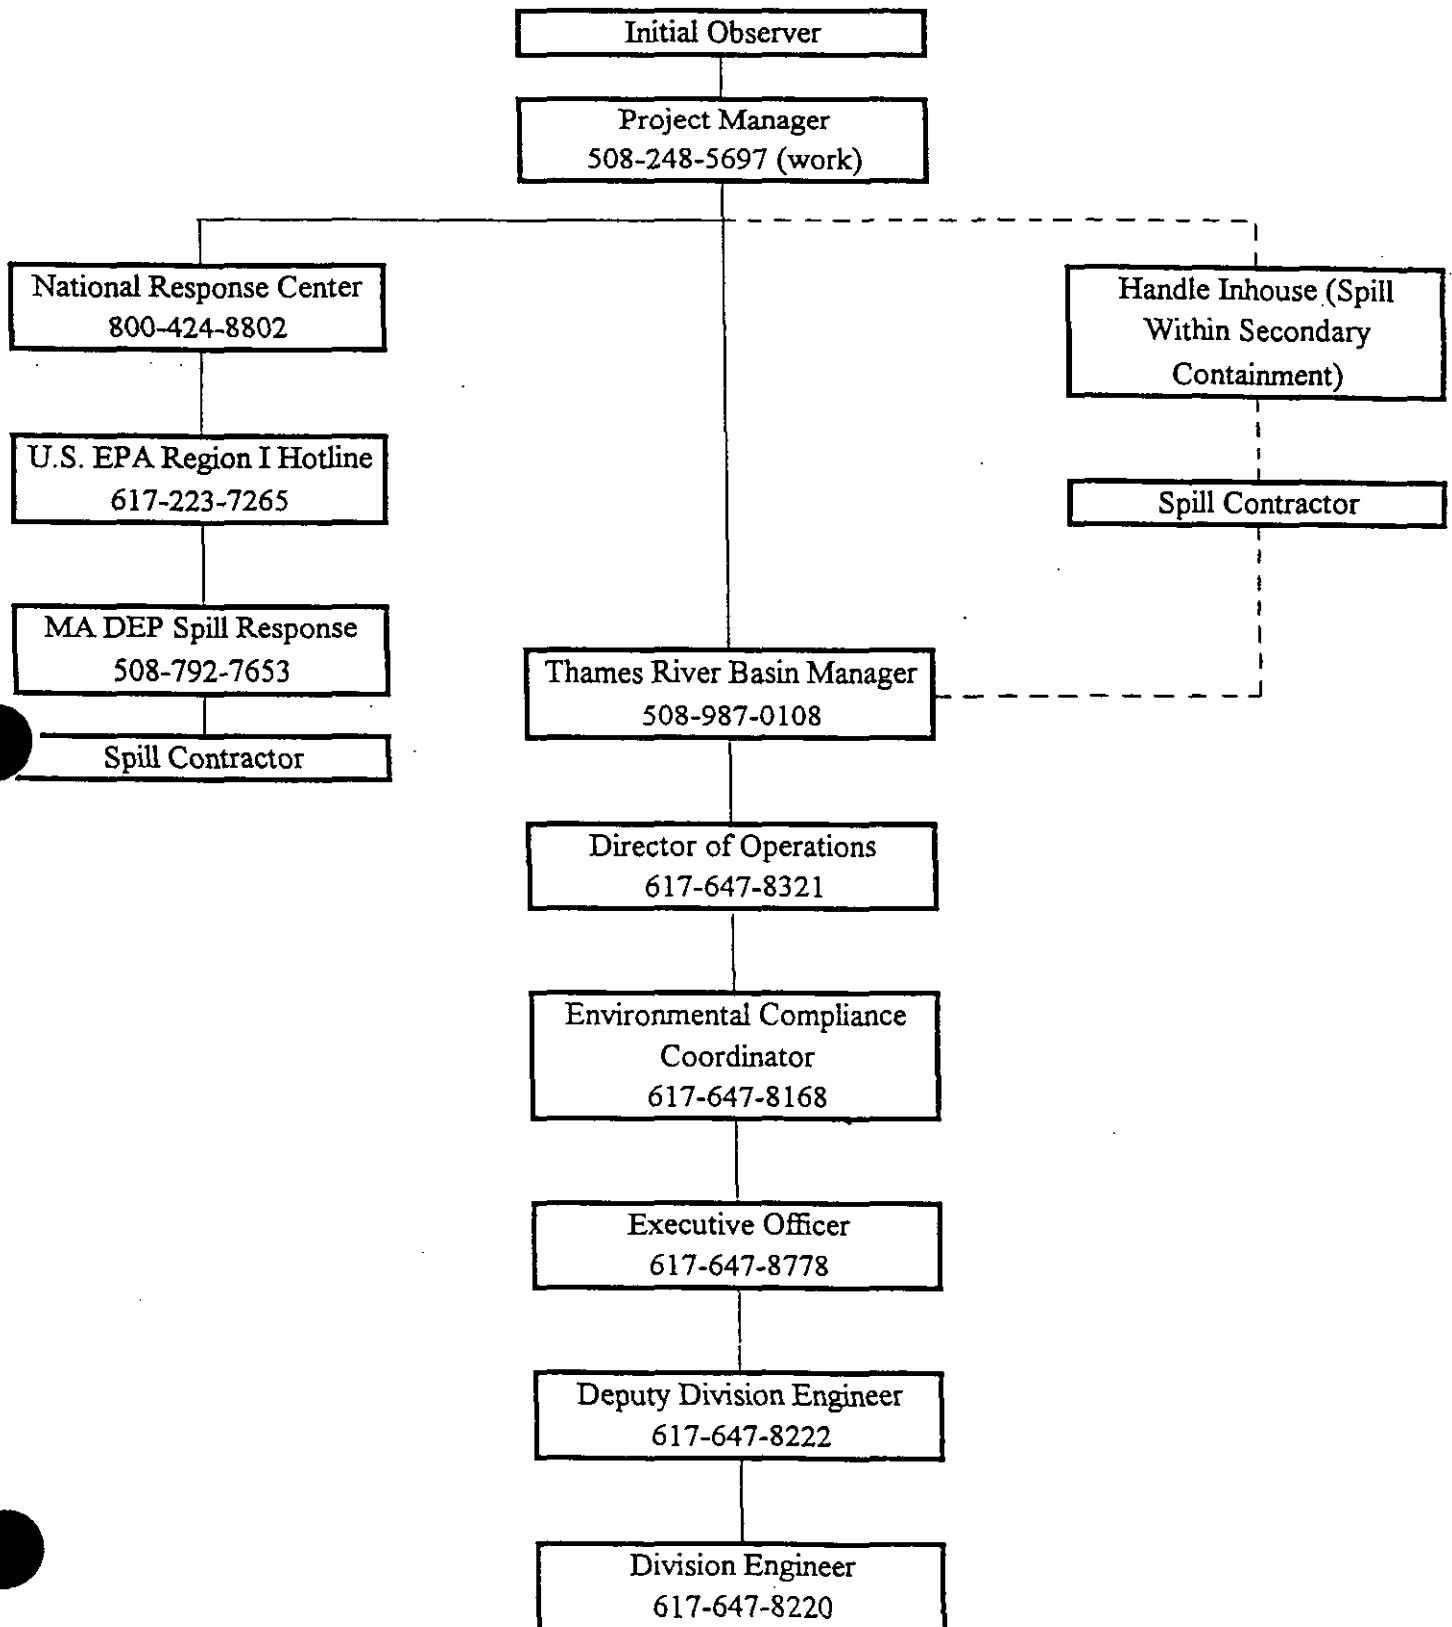 Initial Observer
Project Manager
508-248-5697 (work)
National Response Center
800-424-8802
U.S. EPA Region I Hotline
617-223-7265
MA DEP Spill Response
508-792-7653
Spill Contractor
Handle Inhouse (Spill
Within Secondary
Containment)
Spill Contractor
Thames River Basin Manager
508-987-0108
Director of Operations
617-647-8321
Environmental Compliance
Coordinator
617-647-8168
Executive Officer
617-647-8778
Deputy Division Engineer
617-647-8222
Division Engineer
617-647-8220